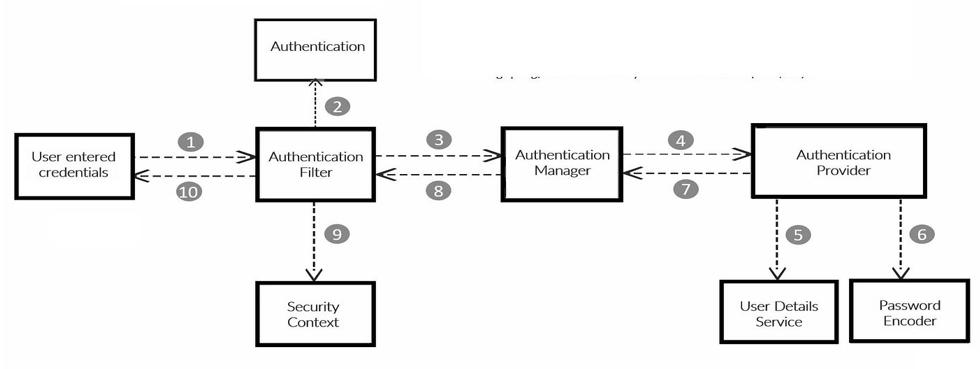 Authentication
2
User entered
credentials
1
10
Authentication
Filter
3
8
Authentication
Manager
4
7
Authentication
Provider
9
5
6
Security
Context
User Details
Service
Password
Encoder